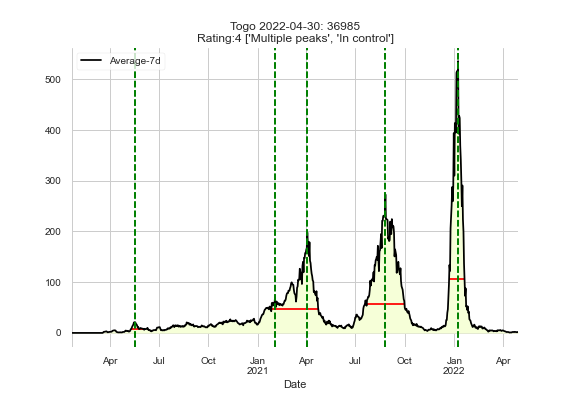 Togo 2022-04-30: 36985
Rating:4 ['Multiple peaks', 'In control']
Average-7d
500
400
300
200
100
0
Apr Jul Oct Jan Apr Jul Oct Jan Apr
2021 2022
Date